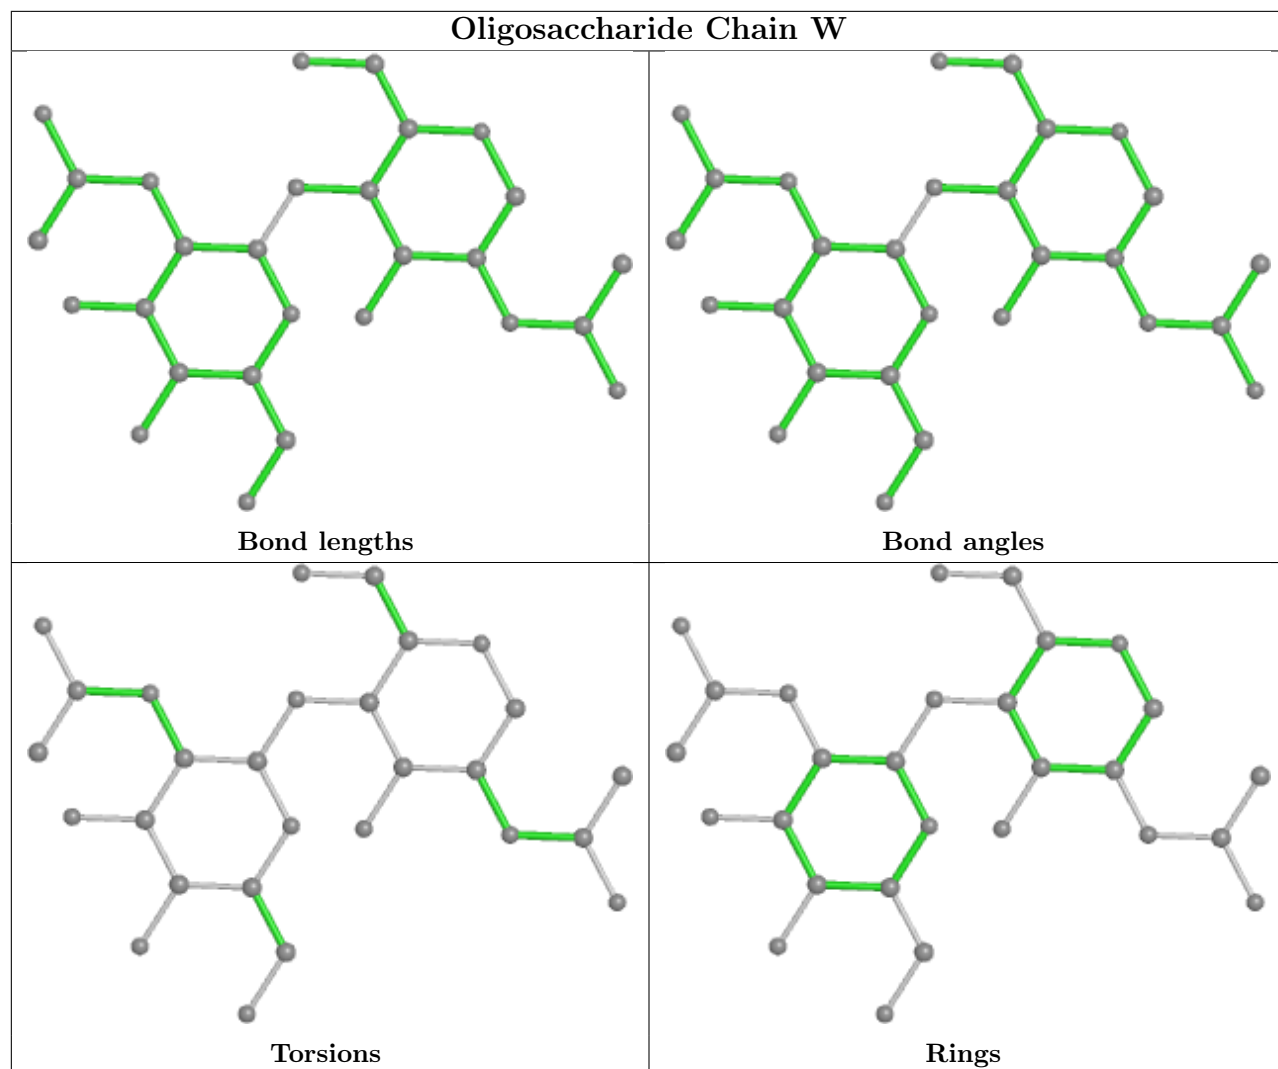 Oligosaccharide Chain W
Bond lengths
Bond angles
Torsions
Rings